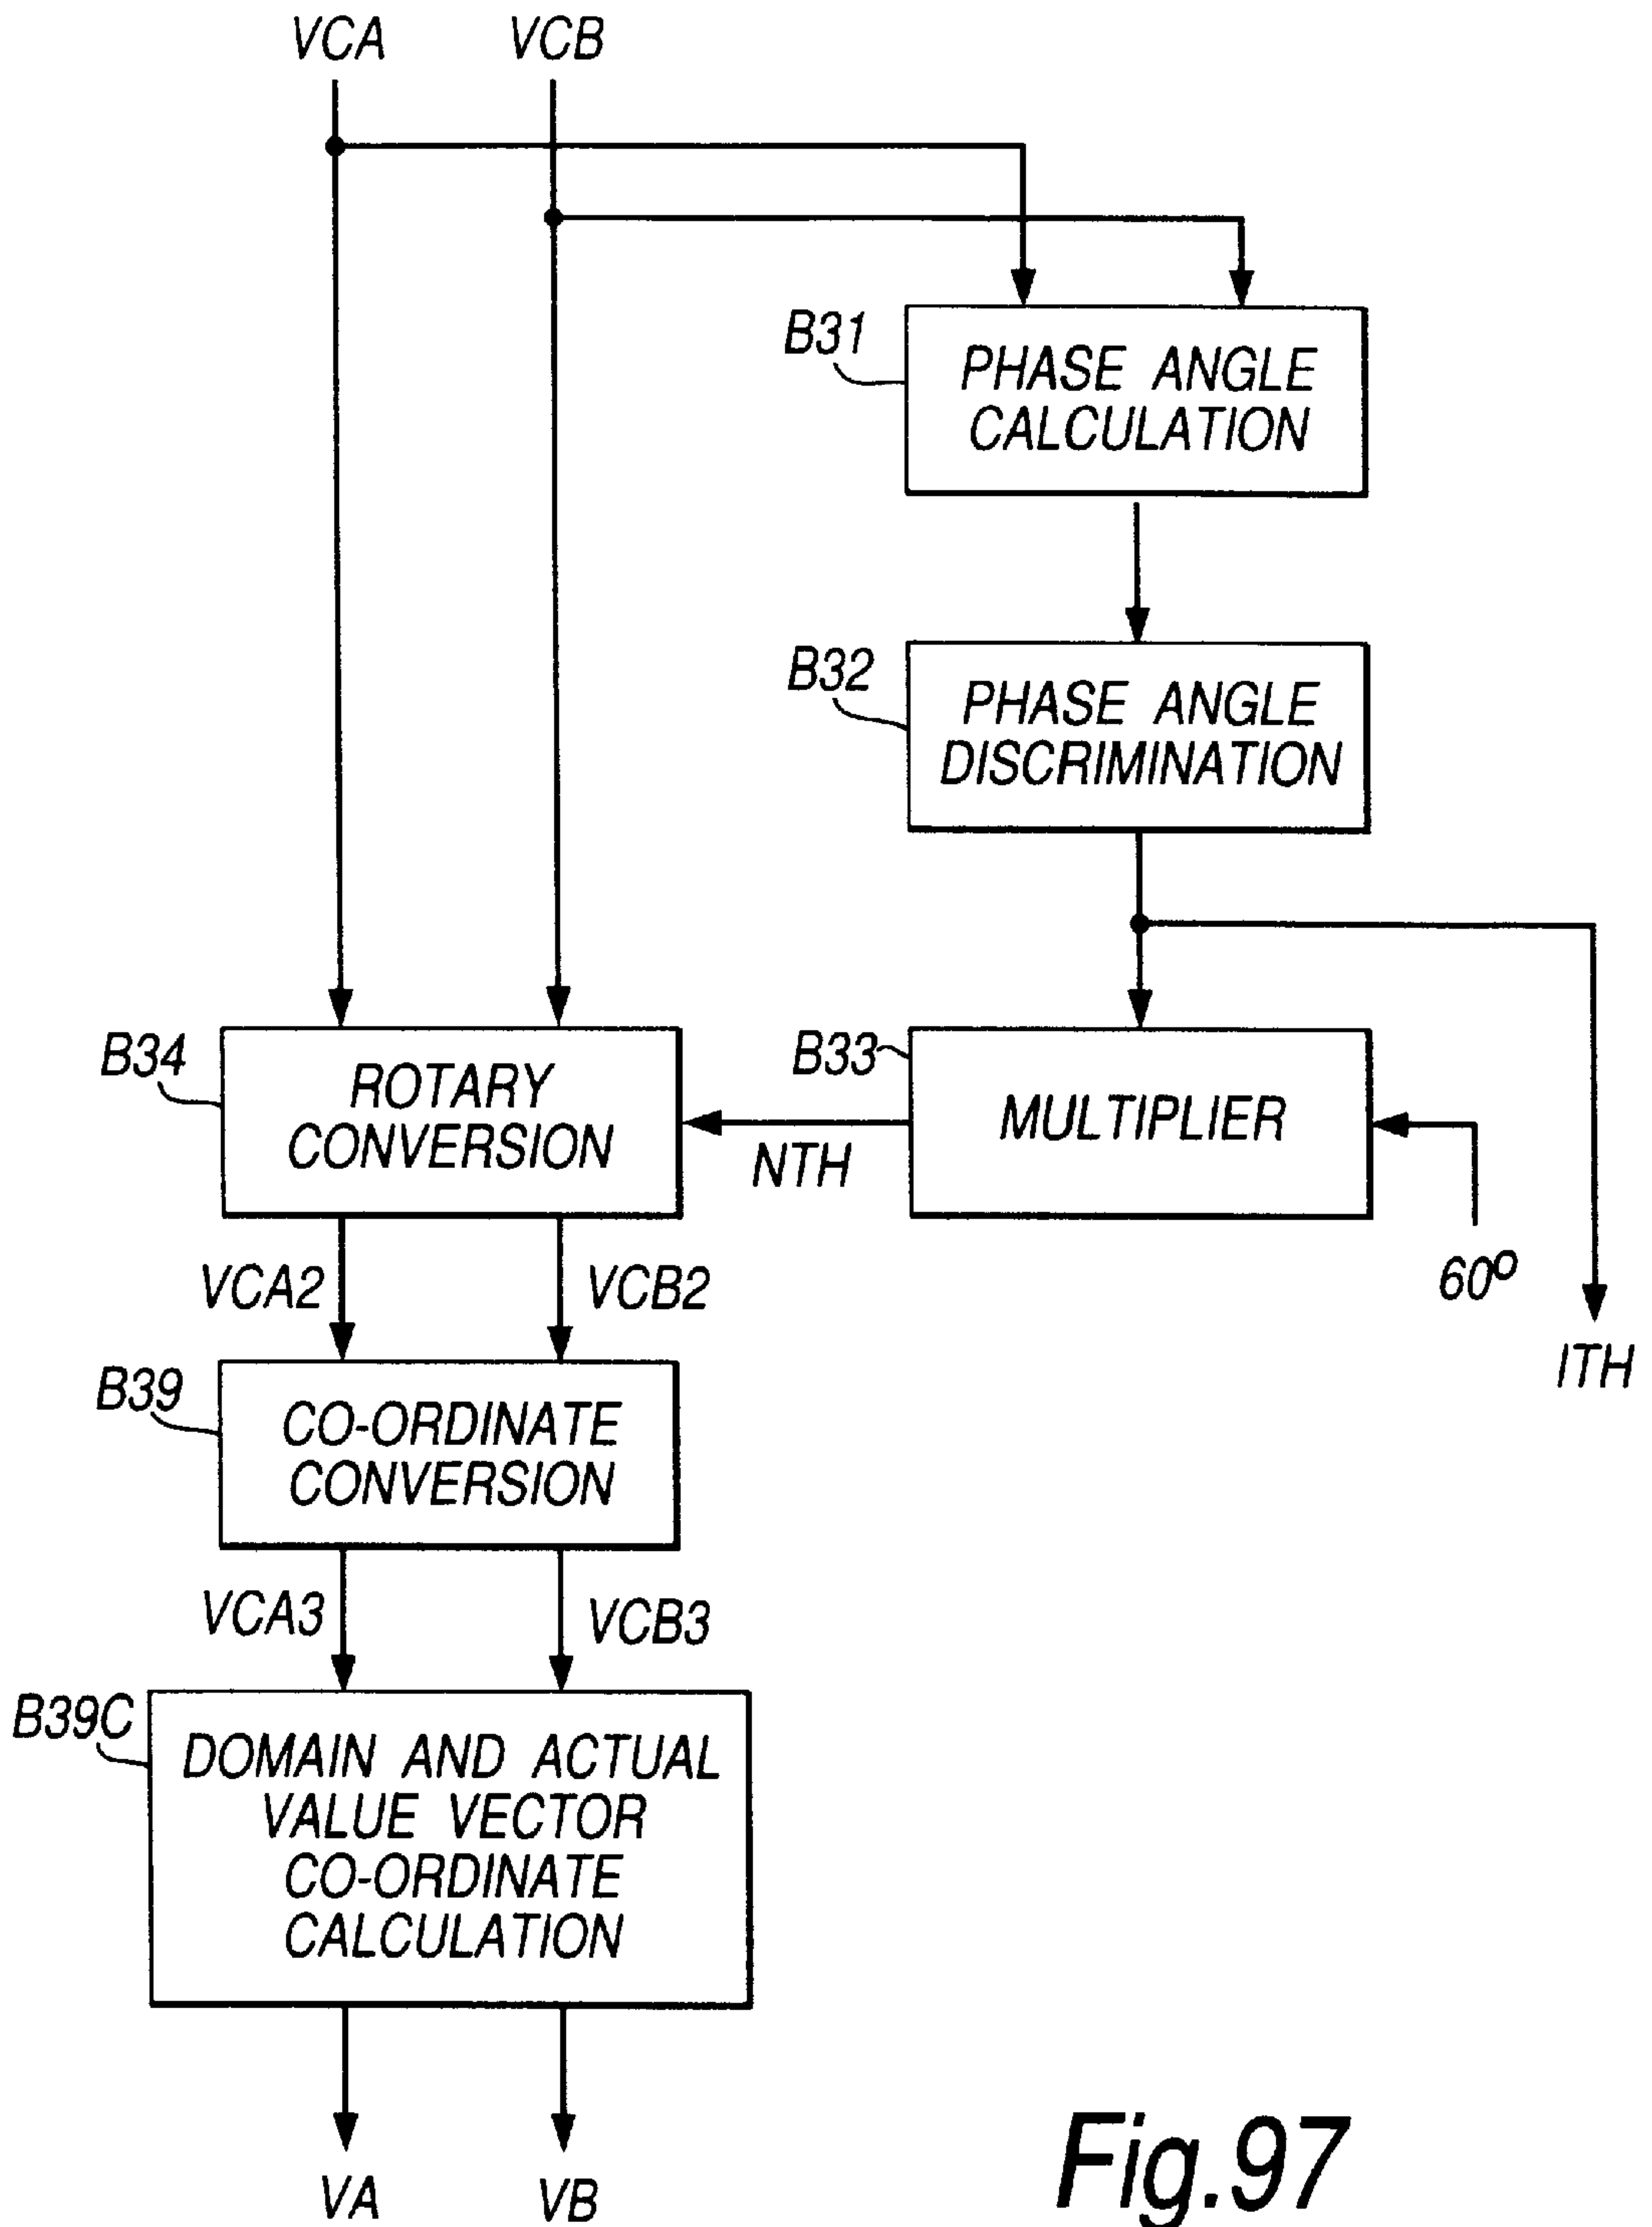 VCA VCB
B31
PHASE ANGLE
CALCULATION
B32
PHASE ANGLE
DISCRIMINATION
B34
ROTARY
CONVERSION
NTH
B33
MULTIPLIER
60º
ITH
VCA2 VCB2
B39
CO-ORDINATE
CONVERSION
VCA3 VCB3
B39C
DOMAIN AND ACTUAL
VALUE VECTOR
CO-ORDINATE
CALCULATION
VA VB
Fig.97